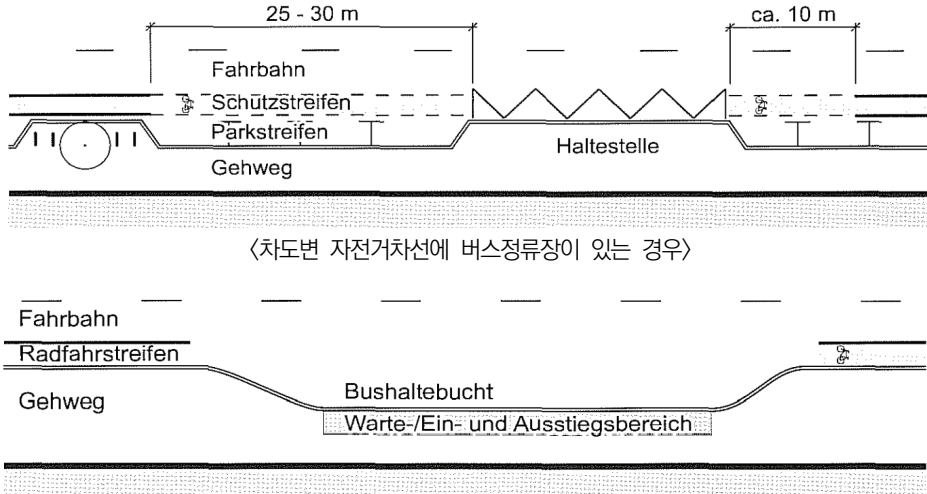 25 - 30 m
ca. 10 m
Fahrbahn
Schutzstreifen
Parkstreifen
Haltestelle
Gehweg
〈차도변 자전거차선에 버스정류장이 있는 경우〉
Fahrbahn
Radfahrstreifen
Gehweg
Bushaltebucht
Warte-/Ein- und Ausstiegsbereich